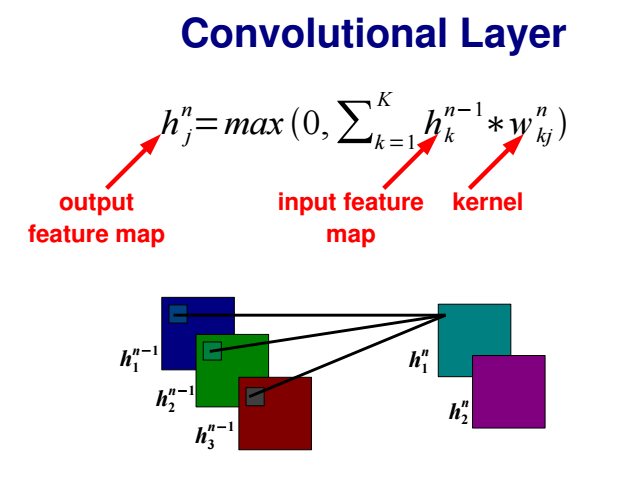 Convolutional Layer
h_j^n = max(0, ∑_{k=1}^K h_k^{n−1} * w_{kj}^n)
output
feature map
input feature
map
kernel
h_1^{n−1}
h_2^{n−1}
h_3^{n−1}
h_1^n
h_2^n